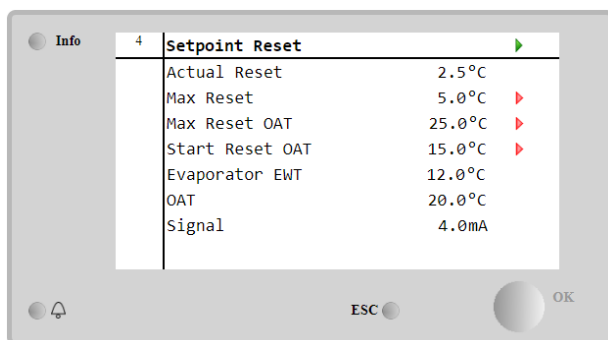 Info
4 Setpoint Reset
Actual Reset 2.5°C
Max Reset 5.0°C
Max Reset OAT 25.0°C
Start Reset OAT 15.0°C
Evaporator EWT 12.0°C
OAT 20.0°C
Signal 4.0mA
ESC
OK